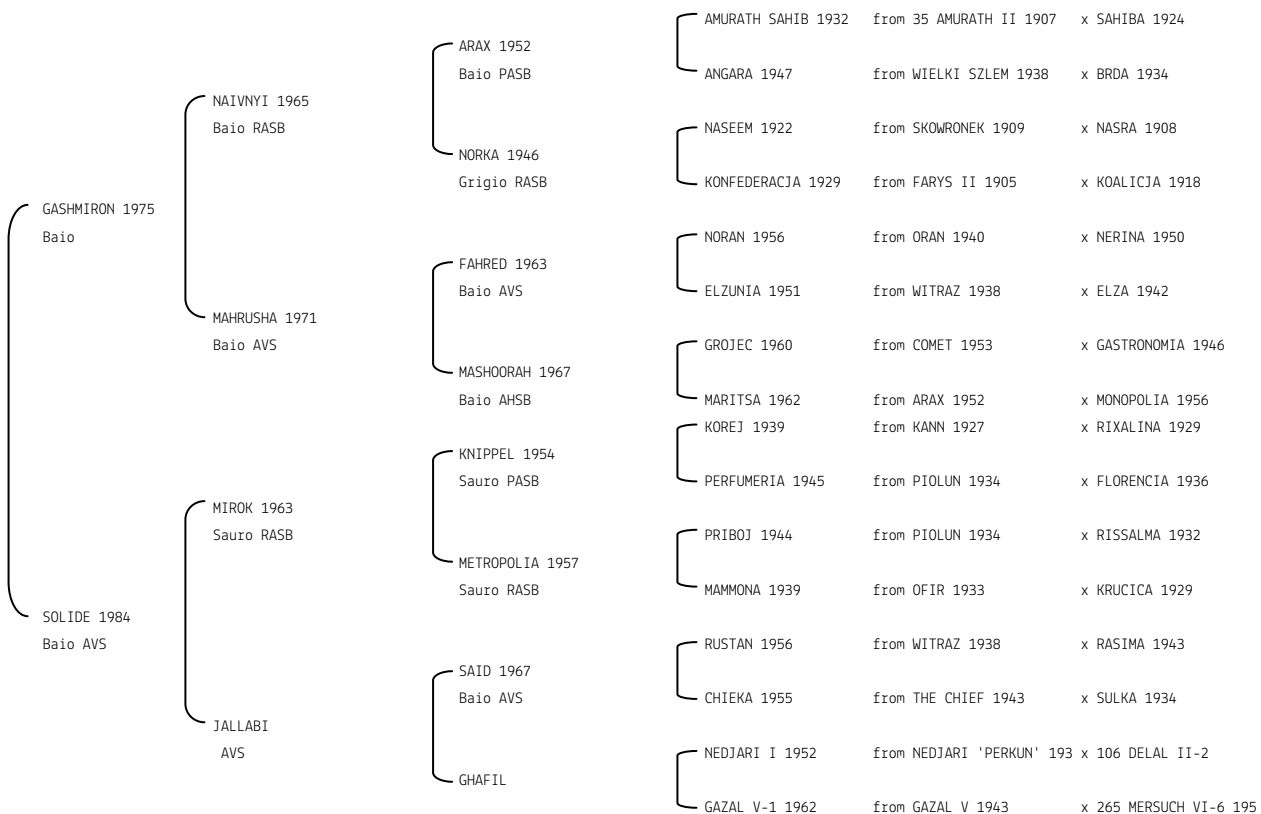 AMURATH SAHIB 1932 from 35 AMURATH II 1907 x SAHIBA 1924
ARAX 1952
Baio PASB
ANGARA 1947 from WIELKI SZLEM 1938 x BRDA 1934
NAIVNYI 1965
Baio RASB
NASEEM 1922 from SKOWRONEK 1909 x NASRA 1908
NORKA 1946
Grigio RASB
KONFEDERACJA 1929 from FARYS II 1905 x KOALICJA 1918
GASHMIRON 1975
Baio
NORAN 1956 from ORAN 1940 x NERINA 1950
FAHRED 1963
Baio AVS
ELZUNIA 1951 from WITRAZ 1938 x ELZA 1942
MAHRUSHA 1971
Baio AVS
GROJEC 1960 from COMET 1953 x GASTRONOMIA 1946
MASHOORAH 1967
Baio AHSB
MARITSA 1962 from ARAX 1952 x MONOPOLIA 1956
KOREJ 1939 from KANN 1927 x RIXALINA 1929
KNIPPEL 1954
Sauro PASB
PERFUMERIA 1945 from PIOLUN 1934 x FLORENCIA 1936
MIROK 1963
Sauro RASB
PRIBOJ 1944 from PIOLUN 1934 x RISSALMA 1932
METROPOLIA 1957
Sauro RASB
MAMMONA 1939 from OFIR 1933 x KRUCICA 1929
SOLIDE 1984
Baio AVS
RUSTAN 1956 from WITRAZ 1938 x RASIMA 1943
SAID 1967
Baio AVS
CHIEKA 1955 from THE CHIEF 1943 x SULKA 1934
JALLABI
AVS
NEDJARI I 1952 from NEDJARI 'PERKUN' 193 x 106 DELAL II-2
GHAFIL
GAZAL V-1 1962 from GAZAL V 1943 x 265 MERSUCH VI-6 195